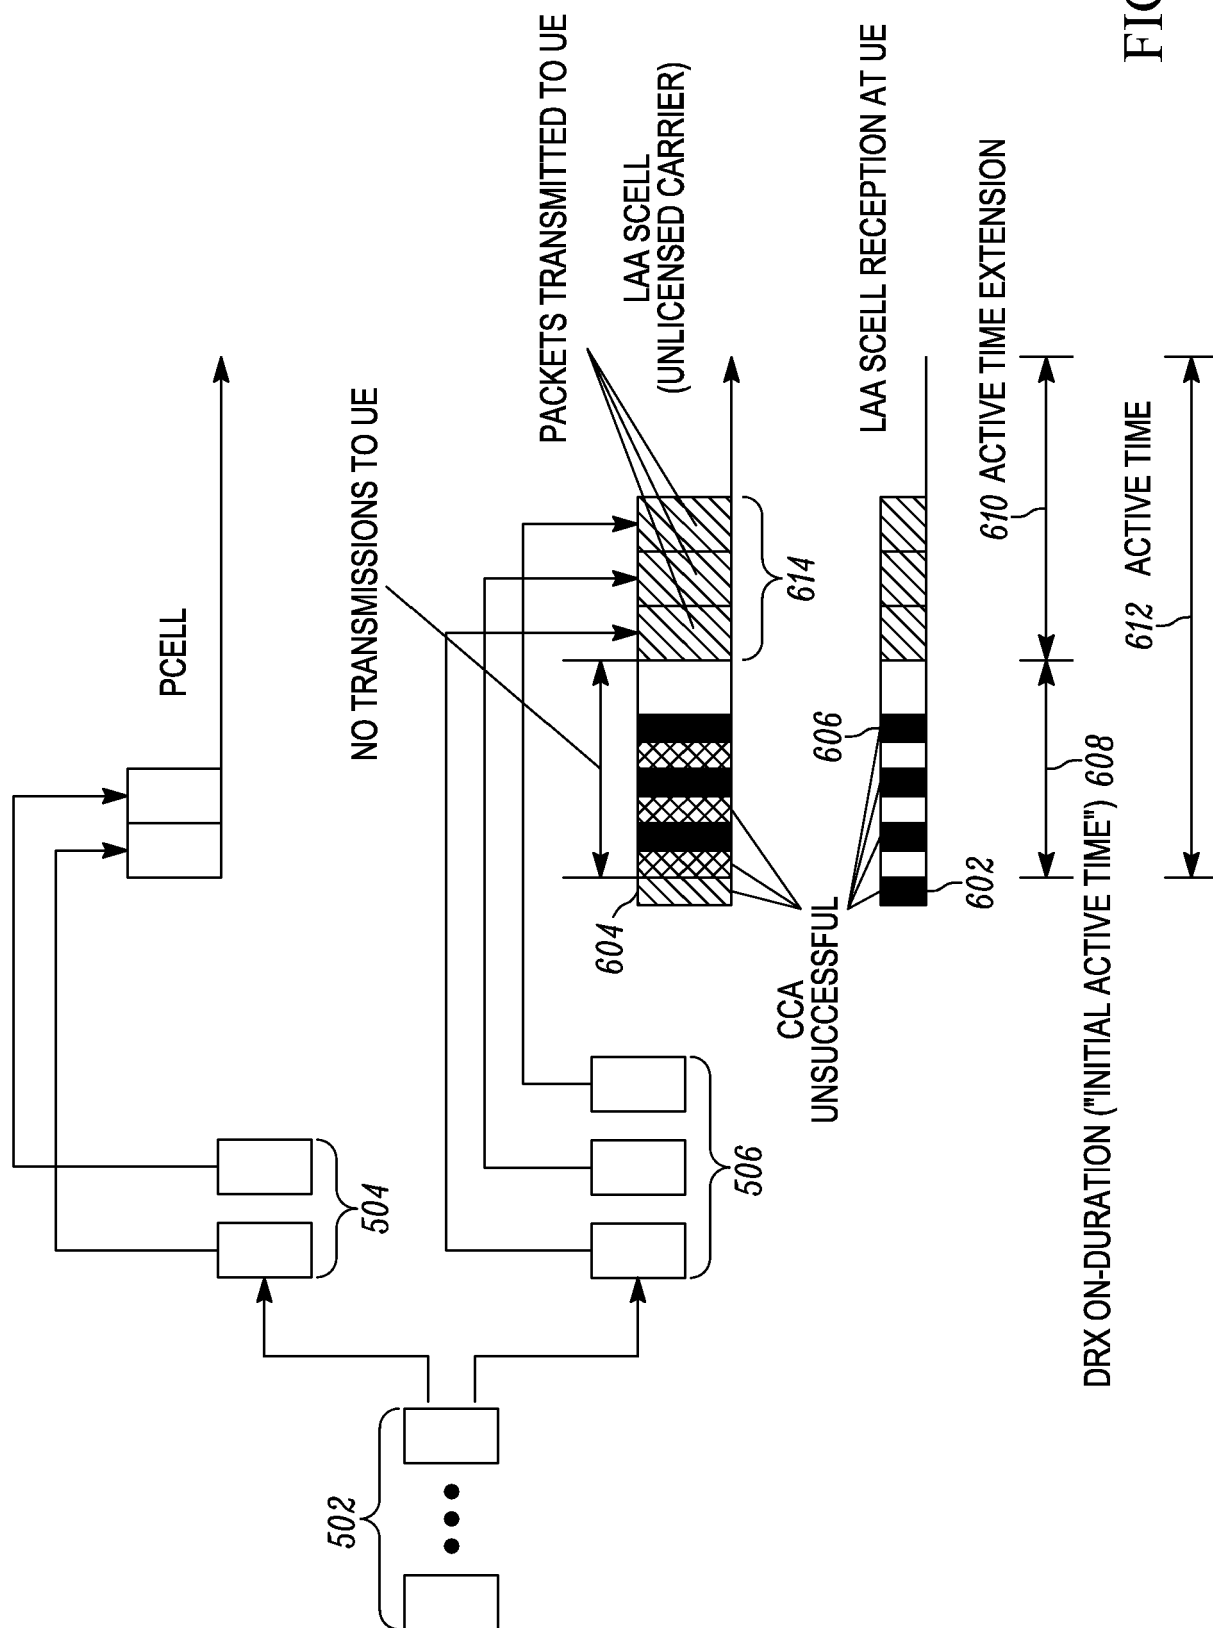 PCELL
NO TRANSMISSIONS TO UE
PACKETS TRANSMITTED TO UE
LAA SCELL
(UNLICENSED CARRIER)
LAA SCELL RECEPTION AT UE
502
504
506
604
614
CCA
UNSUCCESSFUL
606
602
610 ACTIVE TIME EXTENSION
DRX ON-DURATION ("INITIAL ACTIVE TIME") 608
612 ACTIVE TIME